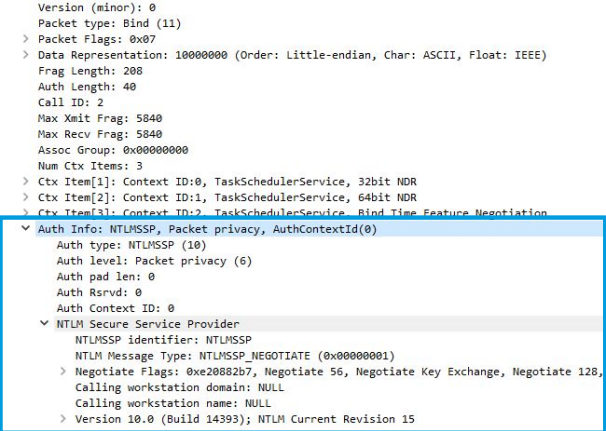 Version (minor): 0
Packet type: Bind (11)
Packet Flags: 0x07
Data Representation: 10000000 (Order: Little-endian, Char: ASCII, Float: IEEE)
Frag Length: 208
Auth Length: 40
Call ID: 2
Max Xmit Frag: 5840
Max Recv Frag: 5840
Assoc Group: 0x00000000
Num Ctx Items: 3
Ctx Item[1]: Context ID:0, TaskSchedulerService, 32bit NDR
Ctx Item[2]: Context ID:1, TaskSchedulerService, 64bit NDR
Ctx Item[3]: Context ID:2, TaskSchedulerService, Bind Time Feature Negotiation
Auth Info: NTLMSSP, Packet privacy, AuthContextId(0)
Auth type: NTLMSSP (10)
Auth level: Packet privacy (6)
Auth pad len: 0
Auth Rsrvd: 0
Auth Context ID: 0
NTLM Secure Service Provider
NTLMSSP identifier: NTLMSSP
NTLM Message Type: NTLMSSP_NEGOTIATE (0x00000001)
Negotiate Flags: 0xe20882b7, Negotiate 56, Negotiate Key Exchange, Negotiate 128,
Calling workstation domain: NULL
Calling workstation name: NULL
Version 10.0 (Build 14393); NTLM Current Revision 15